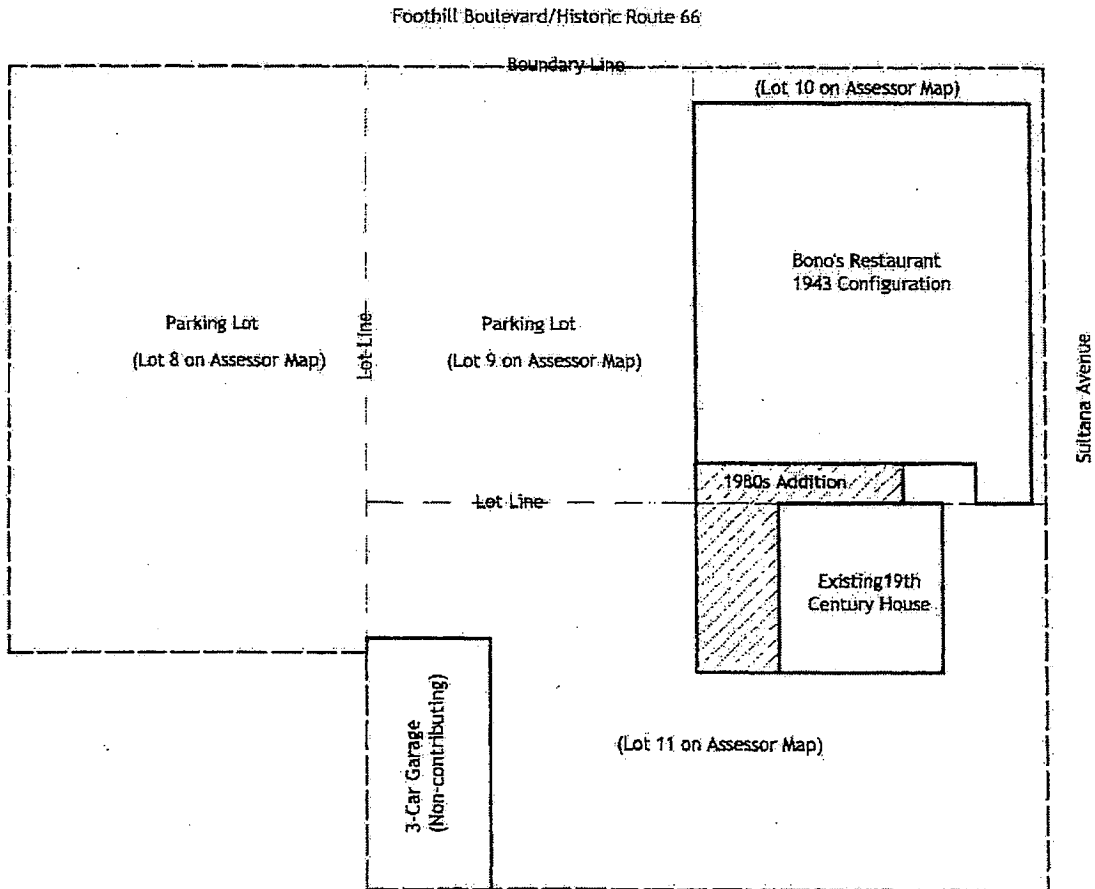 Foothill Boulevard/Historic Route 66
Boundary Line
(Lot 10 on Assessor Map)
Bono's Restaurant
1943 Configuration
Parking Lot
(Lot 8 on Assessor Map)
Lot Line
Parking Lot
(Lot 9 on Assessor Map)
Sultana Avenue
1980s Addition
Lot Line
Existing19th
Century House
3-Car Garage
(Non-contributing)
(Lot 11 on Assessor Map)